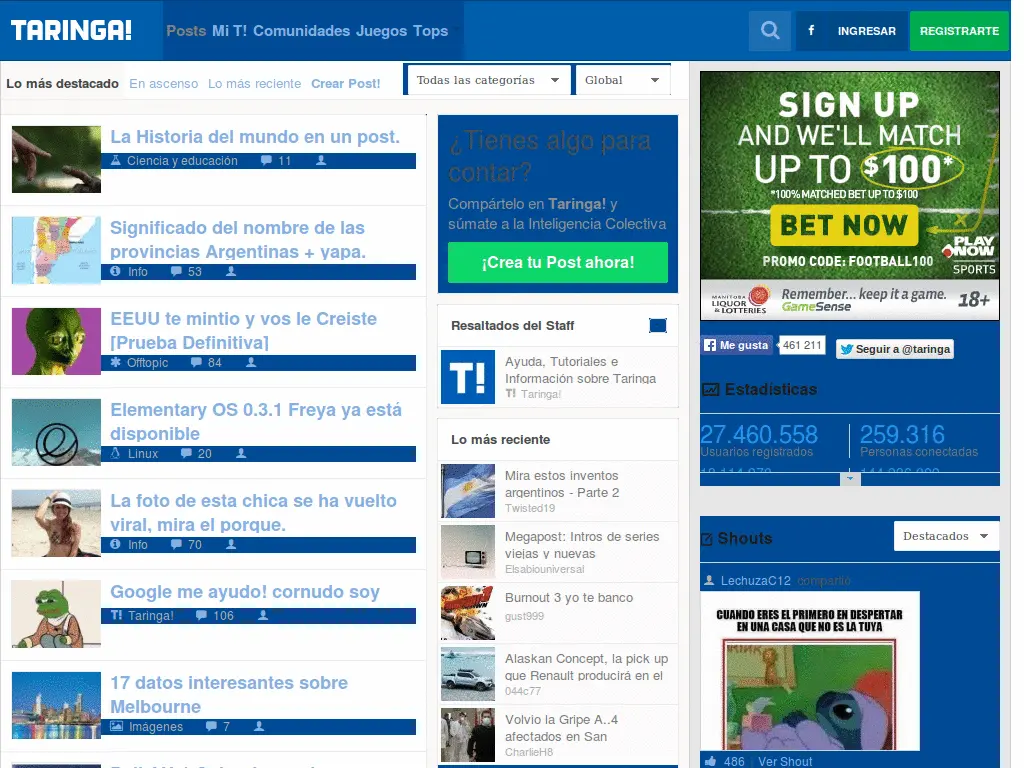 TARINGA!
Posts Mi T! Comunidades Juegos Tops
f INGRESAR
REGISTRARTE
Lo más destacado En ascenso Lo más reciente Crear Post!
Todas las categorías
Global
La Historia del mundo en un post.
Ciencia y educación 11
Significado del nombre de las
provincias Argentinas + yapa.
Info 53
EEUU te mintio y vos le Creiste
[Prueba Definitiva]
Offtopic 84
Elementary OS 0.3.1 Freya ya está
disponible
Linux 20
La foto de esta chica se ha vuelto
viral, mira el porque.
Info 70
Google me ayudo! cornudo soy
T! Taringa! 106
17 datos interesantes sobre
Melbourne
Imágenes 7
¿Tienes algo para
contar?
Compártelo en Taringa! y
súmate a la Inteligencia Colectiva
¡Crea tu Post ahora!
Resaltados del Staff
T!
Ayuda, Tutoriales e
Información sobre Taringa
T! Taringa!
Lo más reciente
Mira estos inventos
argentinos - Parte 2
Twisted19
Megapost: Intros de series
viejas y nuevas
Elsabiouniversal
Burnout 3 yo te banco
gust999
Alaskan Concept, la pick up
que Renault producirá en el
044c77
Volvio la Gripe A..4
afectados en San
CharlieH8
SIGN UP
AND WE'LL MATCH
UP TO $100*
*100% MATCHED BET UP TO $100
BET NOW
PROMO CODE: FOOTBALL100
PLAY
NOW
SPORTS
MANITOBA
LIQUOR &
LOTTERIES
Remember... keep it a game.
GameSense
18+
Me gusta 461 211
Seguir a @taringa
Estadísticas
27.460.558
Usuarios registrados
259.316
Personas conectadas
Shouts
Destacados
LechuzaC12 compartió
CUANDO ERES EL PRIMERO EN DESPERTAR
EN UNA CASA QUE NO ES LA TUYA
486 Ver Shout